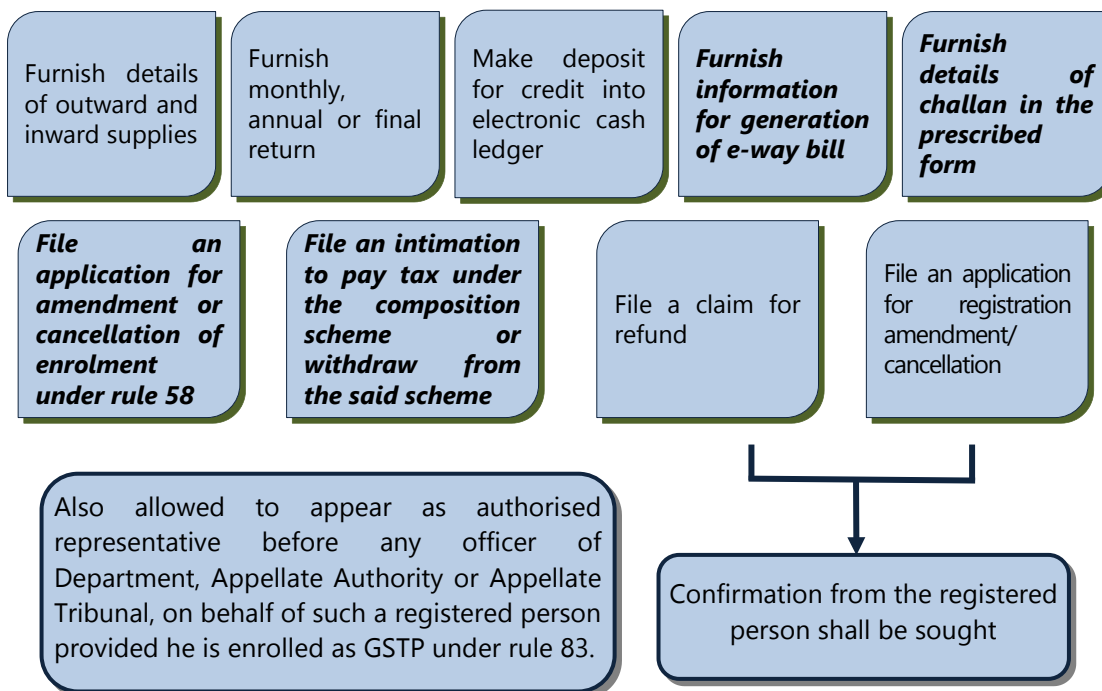 Furnish details
of outward and
inward supplies
Furnish
monthly,
annual or final
return
Make deposit
for credit into
electronic cash
ledger
Furnish
information
for generation
of e-way bill
Furnish
details of
challan in the
prescribed
form
File an
application for
amendment or
cancellation of
enrolment
under rule 58
File an intimation
to pay tax under
the composition
scheme or
withdraw from
the said scheme
File a claim for
refund
File an application
for registration
amendment/
cancellation
Also allowed to appear as authorised
representative before any officer of
Department, Appellate Authority or Appellate
Tribunal, on behalf of such a registered person
provided he is enrolled as GSTP under rule 83.
Confirmation from the registered
person shall be sought